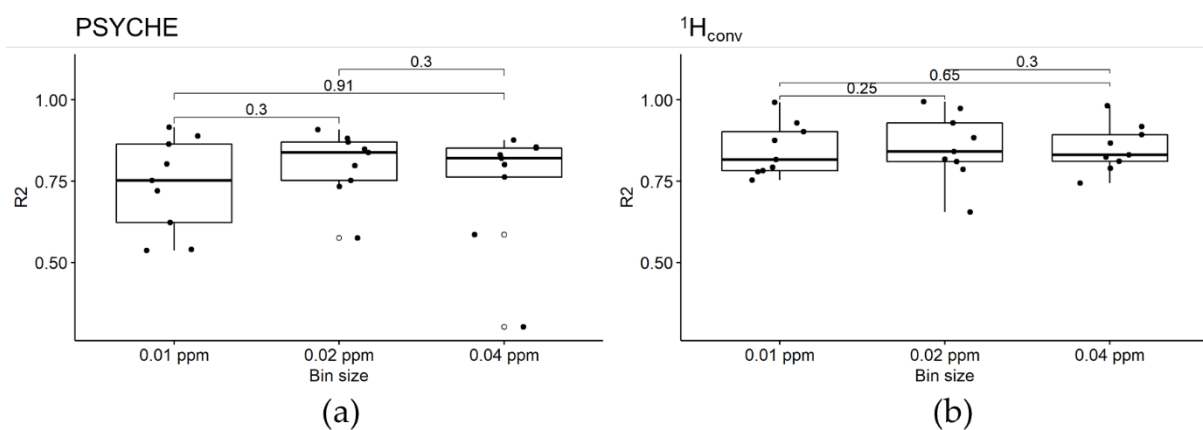 PSYCHE
0.3
0.91
0.3
1.00
0.75
0.50
R2
0.01 ppm 0.02 ppm 0.04 ppm
Bin size
(a)
¹Hconv
0.3
0.65
0.25
1.00
0.75
0.50
R2
0.01 ppm 0.02 ppm 0.04 ppm
Bin size
(b)